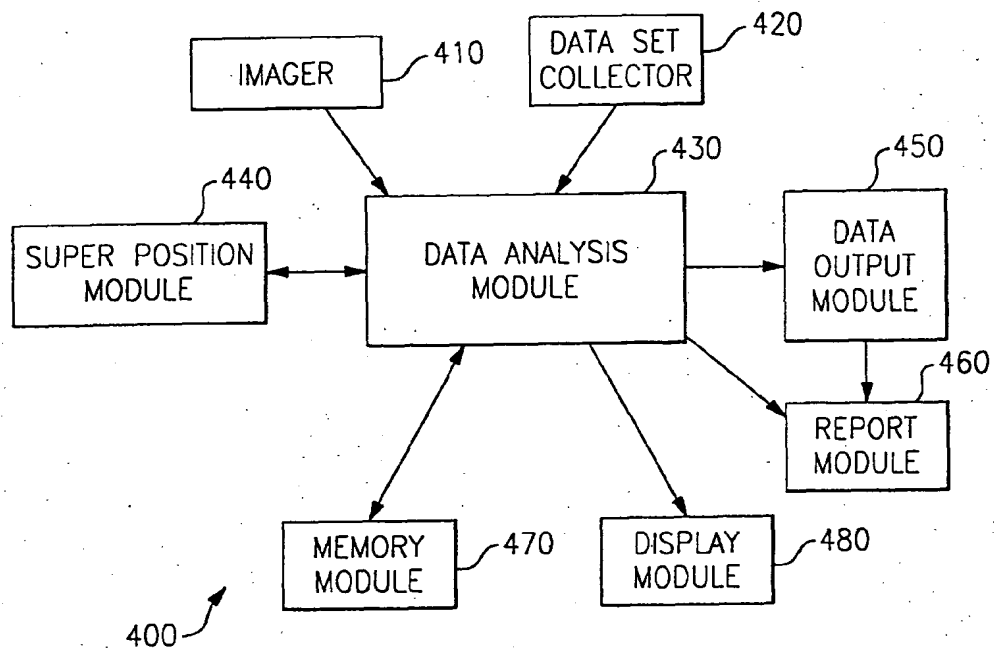 IMAGER
410
DATA SET
COLLECTOR
420
430
450
440
SUPER POSITION
MODULE
DATA ANALYSIS
MODULE
DATA
OUTPUT
MODULE
460
REPORT
MODULE
MEMORY
MODULE
470
DISPLAY
MODULE
480
400